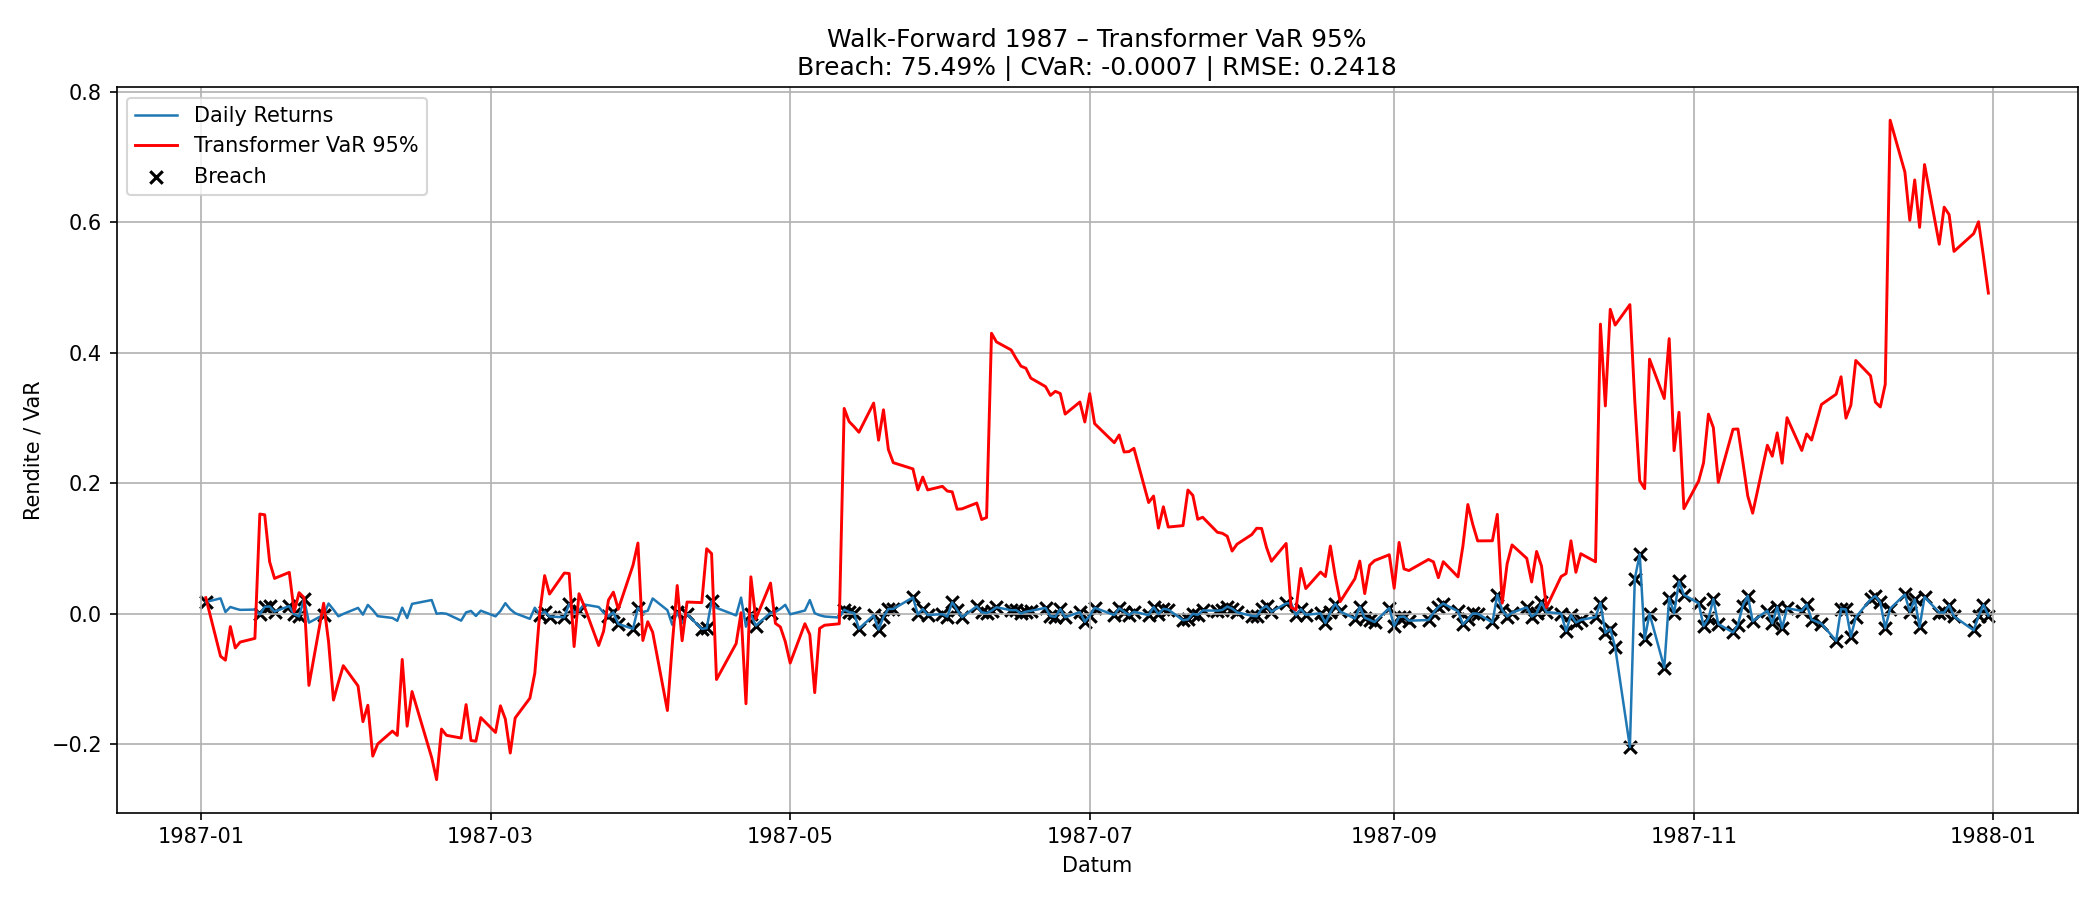 Walk-Forward 1987 – Transformer VaR 95%
Breach: 75.49% | CVaR: -0.0007 | RMSE: 0.2418
Daily Returns
Transformer VaR 95%
Breach
Rendite / VaR
0.8
0.6
0.4
0.2
0.0
−0.2
1987-01
1987-03
1987-05
1987-07
1987-09
1987-11
1988-01
Datum